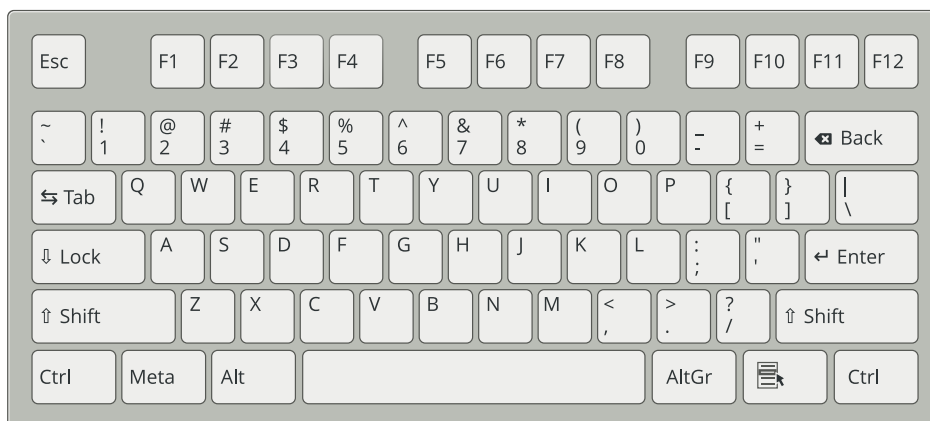 Esc F1 F2 F3 F4 F5 F6 F7 F8 F9 F10 F11 F12
~ ! @ # $ % ^ & * ( ) _ +
` 1 2 3 4 5 6 7 8 9 0 - = Back
Tab Q W E R T Y U I O P { } |
[ ] \
Lock A S D F G H J K L : " Enter
; '
Shift Z X C V B N M < > ? Shift
, . /
Ctrl Meta Alt AltGr Ctrl